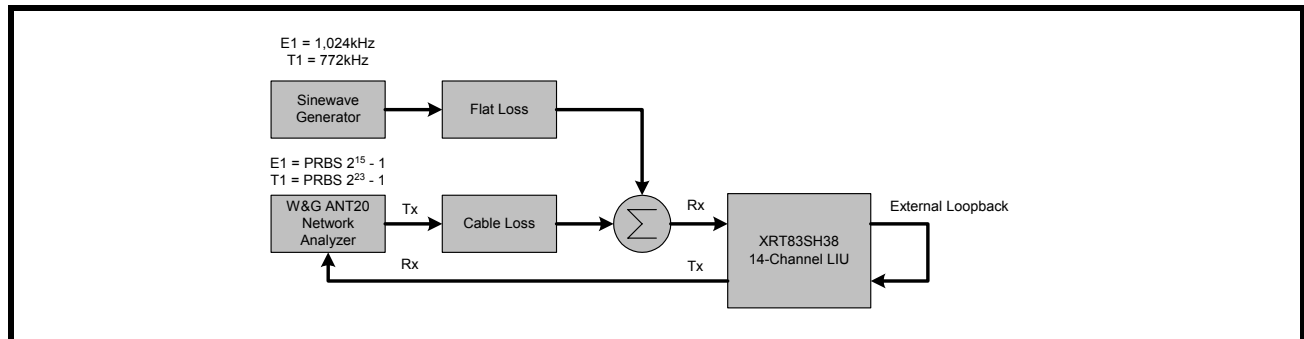 E1 = 1,024kHz
T1 = 772kHz
Sinewave
Generator
Flat Loss
E1 = PRBS 2¹⁵ - 1
T1 = PRBS 2²³ - 1
W&G ANT20
Network
Analyzer
Tx
Cable Loss
Σ
Rx
External Loopback
XRT83SH38
14-Channel LIU
Rx
Tx